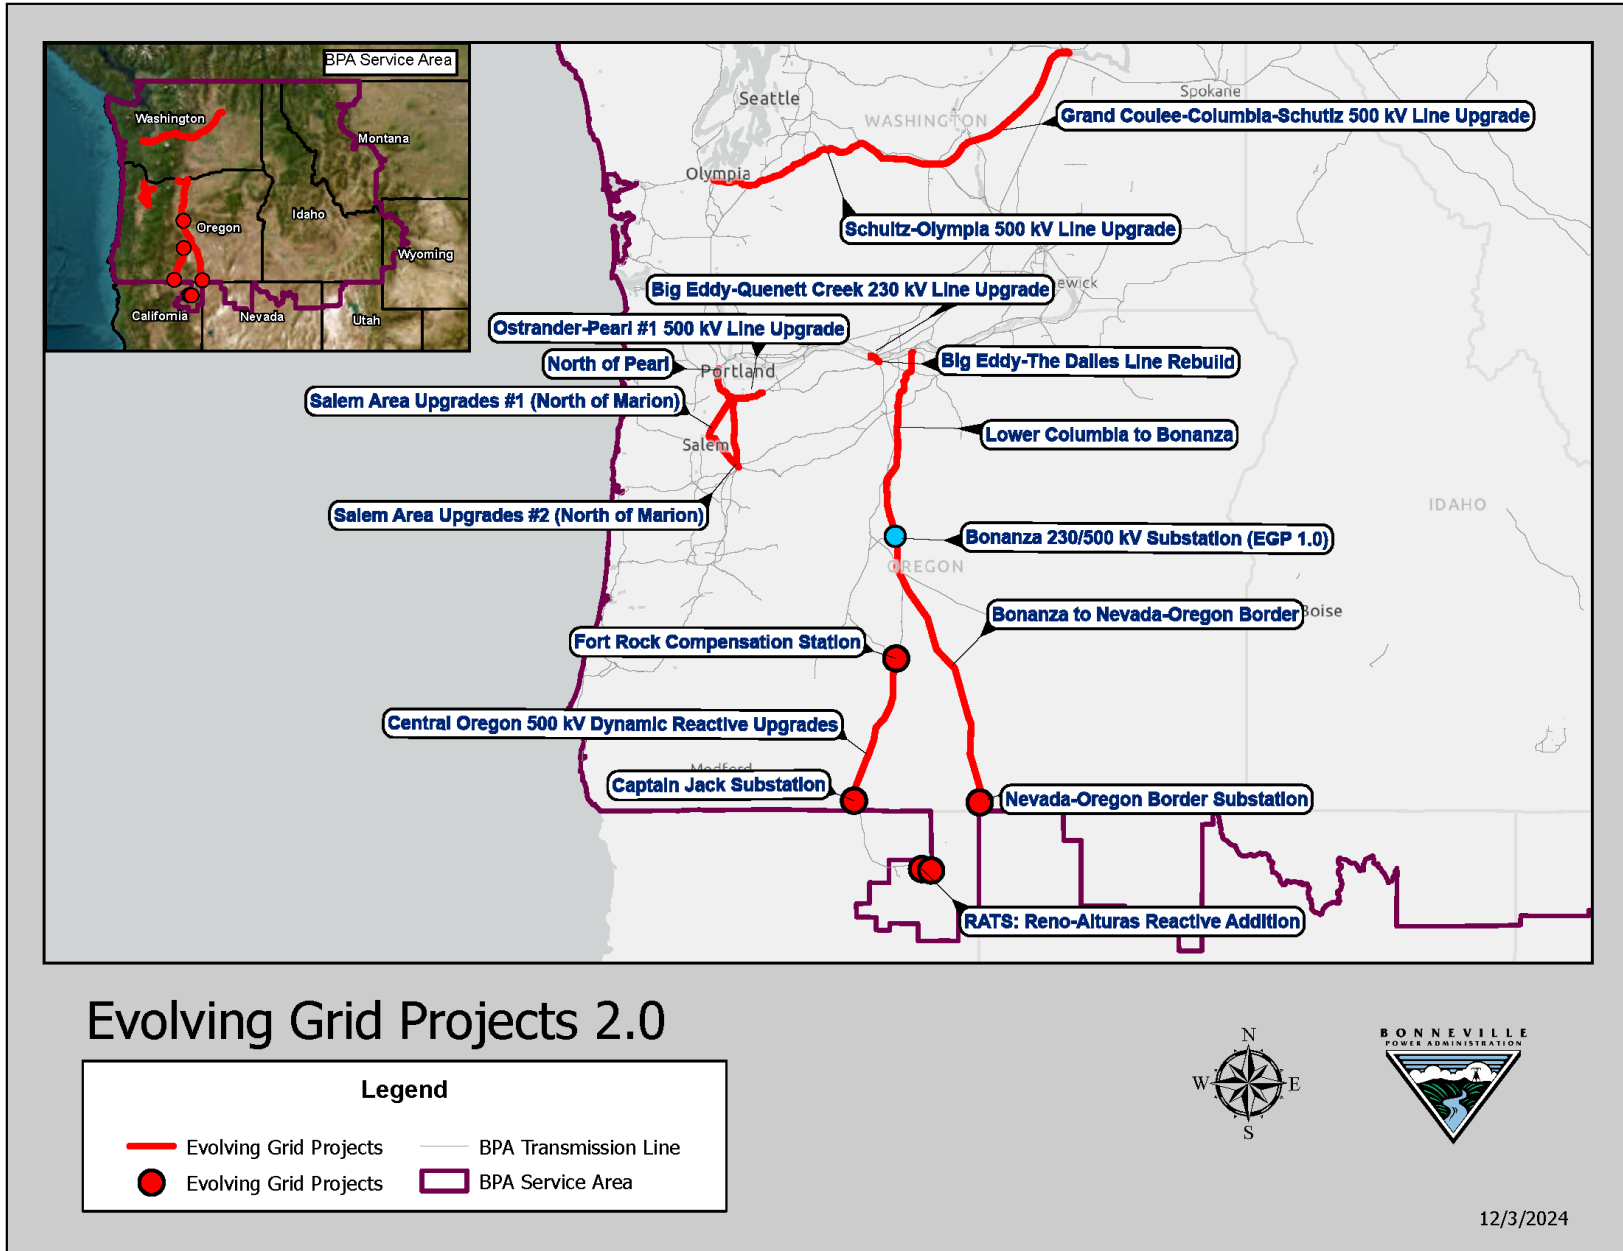 BPA Service Area
Washington
Montana
Idaho
Oregon
Wyoming
California
Nevada
Utah
Seattle
Spokane
WASHINGTON
Grand Coulee-Columbia-Schutlz 500 kV Line Upgrade
Olympia
Schultz-Olympia 500 kV Line Upgrade
Big Eddy-Quenett Creek 230 kV Line Upgrade
ewick
Ostrander-Pearl #1 500 kV Line Upgrade
North of Pearl
Portland
Big Eddy-The Dalles Line Rebuild
Salem Area Upgrades #1 (North of Marion)
Lower Columbia to Bonanza
Salem
Salem Area Upgrades #2 (North of Marion)
IDAHO
Bonanza 230/500 kV Substation (EGP 1.0)
OREGON
Bonanza to Nevada-Oregon Border
Boise
Fort Rock Compensation Station
Central Oregon 500 kV Dynamic Reactive Upgrades
Medford
Captain Jack Substation
Nevada-Oregon Border Substation
RATS: Reno-Alturas Reactive Addition
Evolving Grid Projects 2.0
Legend
Evolving Grid Projects
BPA Transmission Line
Evolving Grid Projects
BPA Service Area
N
W
E
S
BONNEVILLE
POWER ADMINISTRATION
12/3/2024